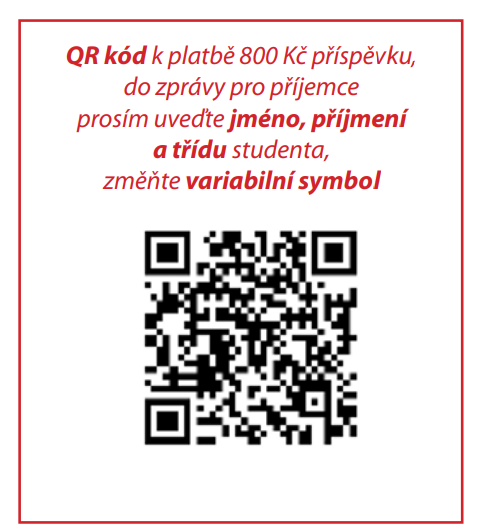 QR kód k platbě 800 Kč příspěvku,
do zprávy pro příjemce
prosím uveďte jméno, příjmení
a třídu studenta,
změňte variabilní symbol